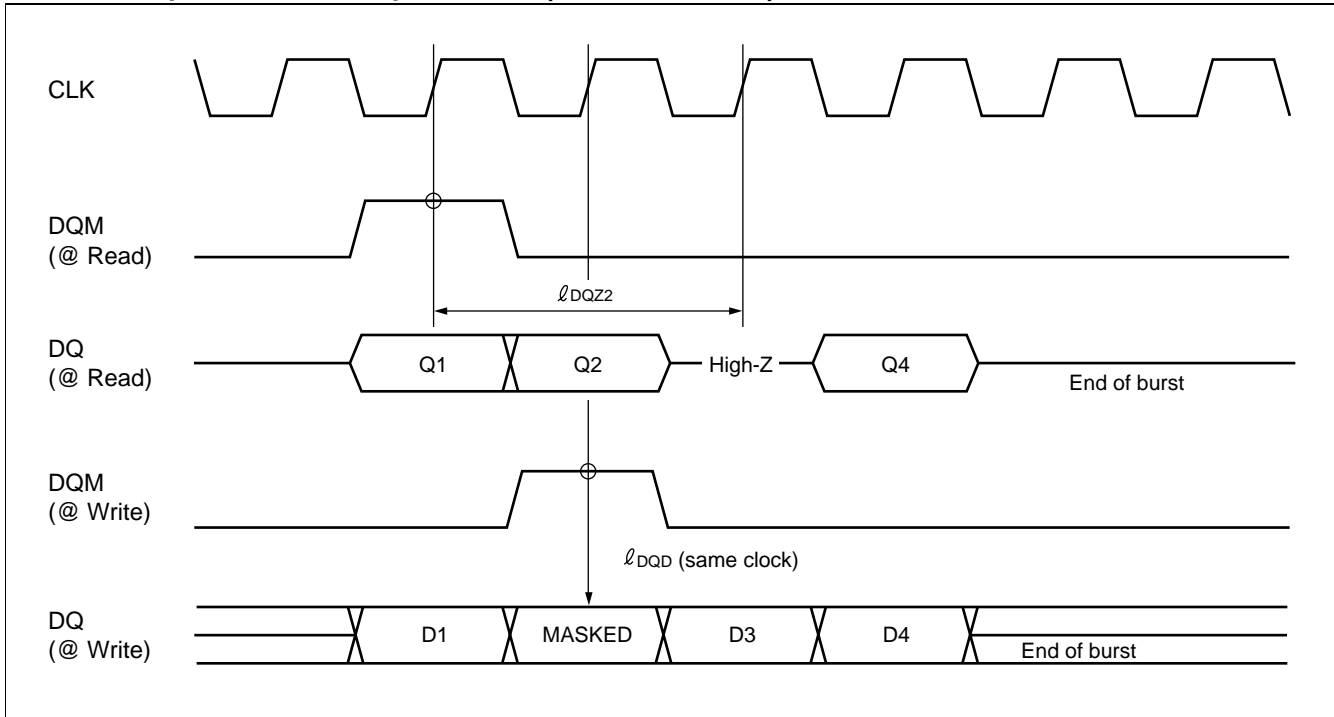 CLK
DQM
(@ Read)
ℓDQZ2
DQ
(@ Read)
Q1
Q2
High-Z
Q4
End of burst
DQM
(@ Write)
ℓDQD (same clock)
DQ
(@ Write)
D1
MASKED
D3
D4
End of burst